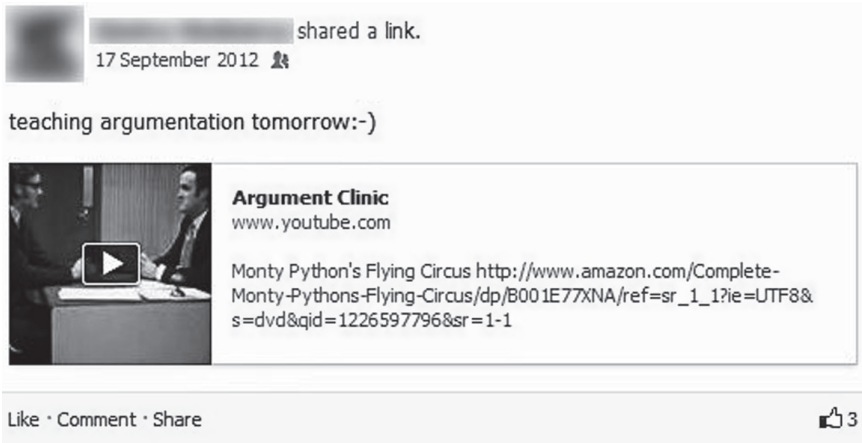 shared a link.
17 September 2012
teaching argumentation tomorrow:-)
Argument Clinic
www.youtube.com
Monty Python's Flying Circus http://www.amazon.com/Complete-
Monty-Pythons-Flying-Circus/dp/B001E77XNA/ref=sr_1_1?ie=UTF8&
s=dvd&qid=1226597796&sr=1-1
Like · Comment · Share
3